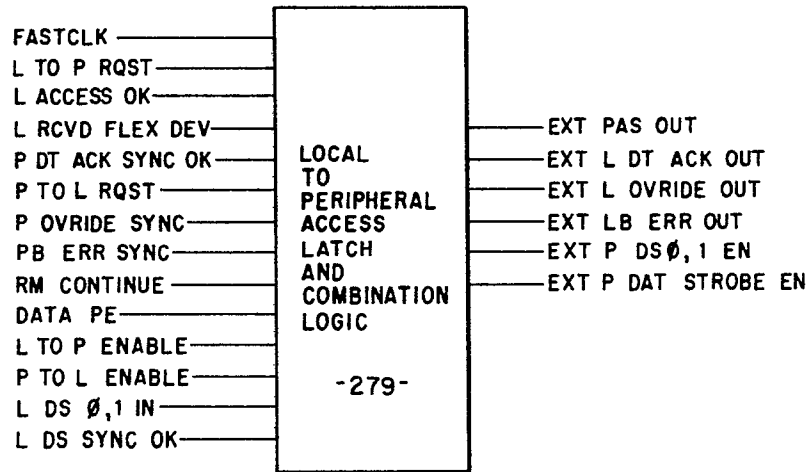 FASTCLK
L TO P RQST
L ACCESS OK
L RCVD FLEX DEV
P DT ACK SYNC OK
P TO L RQST
P OVRIDE SYNC
PB ERR SYNC
RM CONTINUE
DATA PE
L TO P ENABLE
P TO L ENABLE
L DS Ø,1 IN
L DS SYNC OK
LOCAL
TO
PERIPHERAL
ACCESS
LATCH
AND
COMBINATION
LOGIC
-279-
EXT PAS OUT
EXT L DT ACK OUT
EXT L OVRIDE OUT
EXT LB ERR OUT
EXT P DSØ,1 EN
EXT P DAT STROBE EN